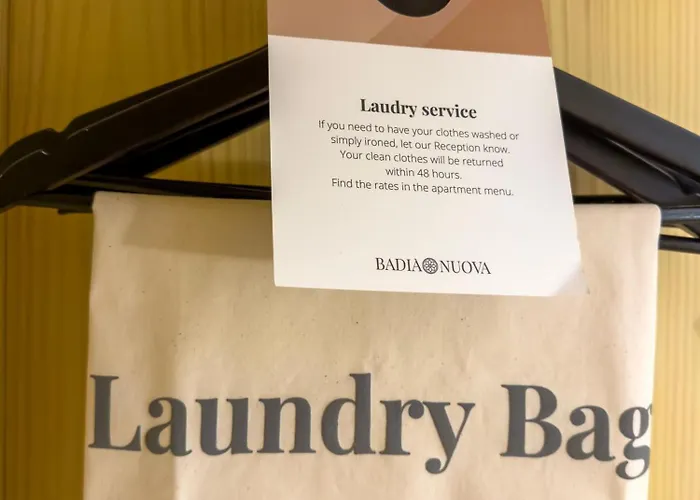 Laudry service
If you need to have your clothes washed or
simply ironed, let our Reception know.
Your clean clothes will be returned
within 48 hours.
Find the rates in the apartment menu.
BADIA NUOVA
Laundry Bag